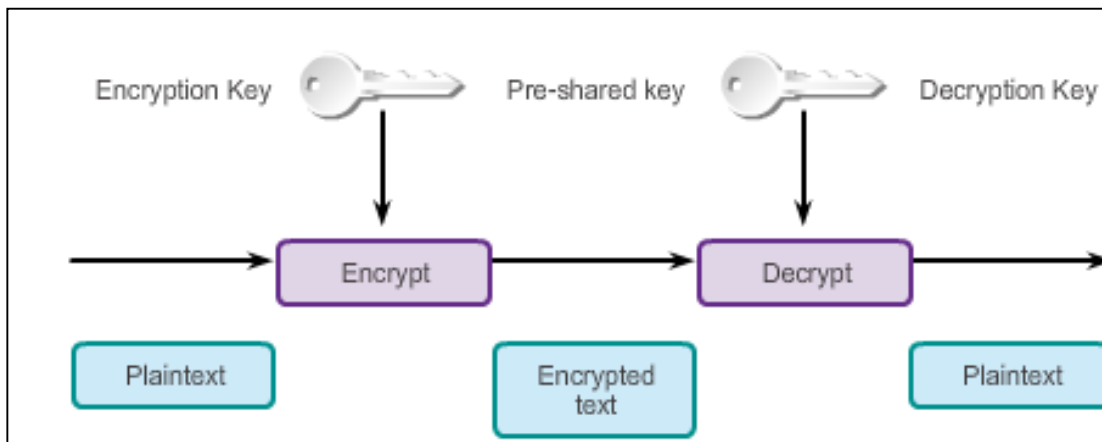 Encryption Key
Pre-shared key
Decryption Key
Encrypt
Decrypt
Plaintext
Encrypted
text
Plaintext